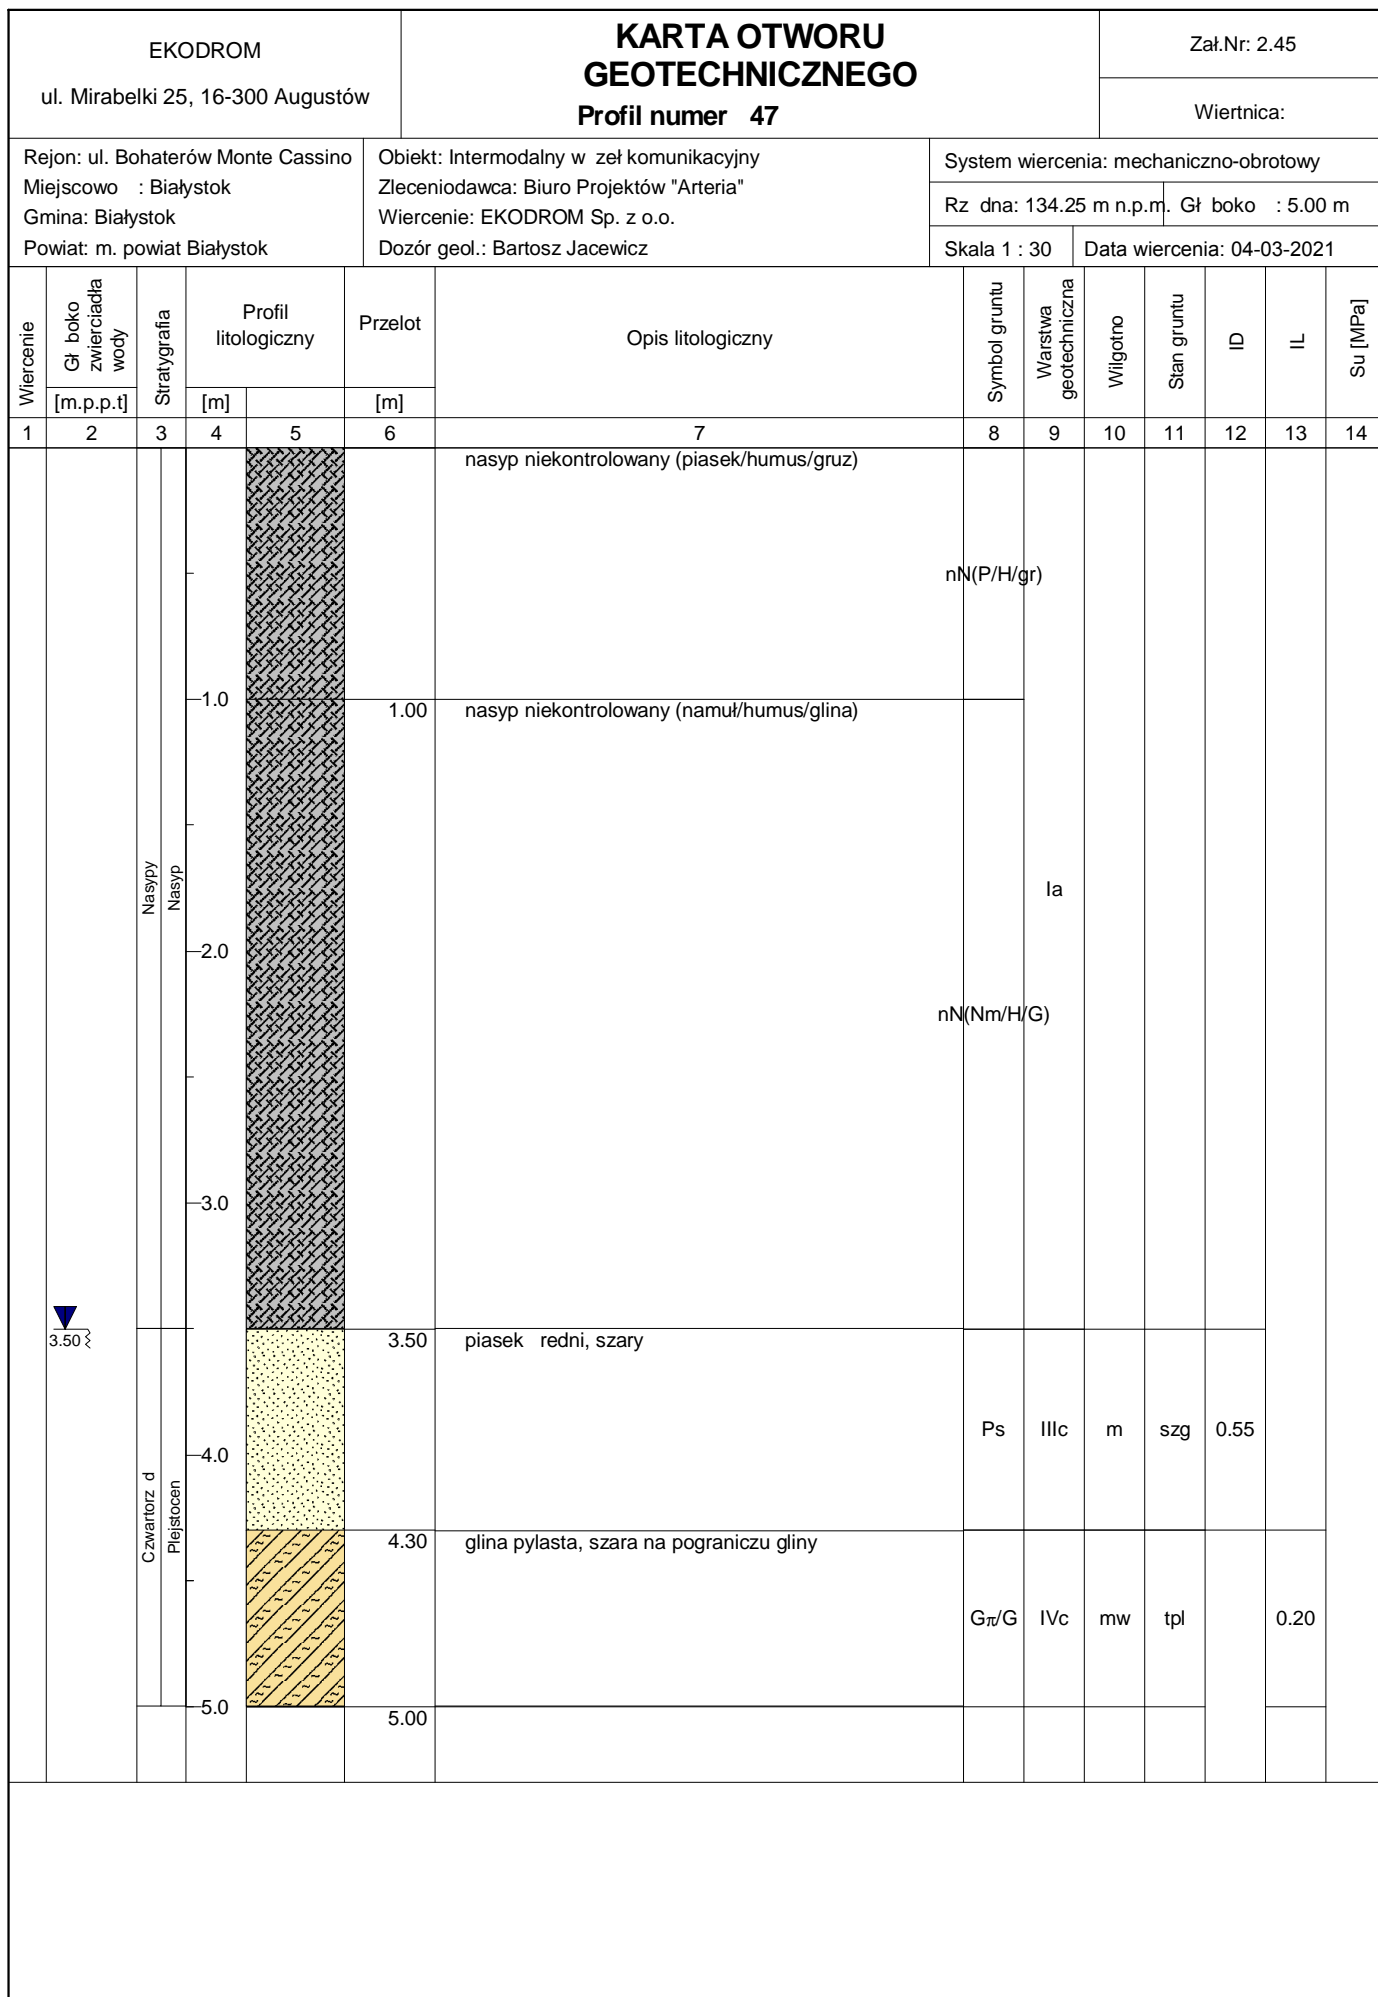 EKODROM
ul. Mirabelki 25, 16-300 Augustów
KARTA OTWORU
GEOTECHNICZNEGO
Profil numer 47
Zał.Nr: 2.45
Wiertnica:
Rejon: ul. Bohaterów Monte Cassino
Miejscowo : Białystok
Gmina: Białystok
Powiat: m. powiat Białystok
Obiekt: Intermodalny w zeł komunikacyjny
Zleceniodawca: Biuro Projektów "Arteria"
Wiercenie: EKODROM Sp. z o.o.
Dozór geol.: Bartosz Jacewicz
System wiercenia: mechaniczno-obrotowy
Rz dna: 134.25 m n.p.m. Gł boko : 5.00 m
Skala 1 : 30 Data wiercenia: 04-03-2021
Wiercenie
Gł boko
zwierciadła
wody
[m.p.p.t]
Stratygrafia
Profil
litologiczny
[m]
Przelot
[m]
Opis litologiczny
Symbol gruntu
Warstwa
geotechniczna
Wilgotno
Stan gruntu
ID
IL
Su [MPa]
1 2 3 4 5 6 7 8 9 10 11 12 13 14
nasyp niekontrolowany (piasek/humus/gruz)
nN(P/H/gr)
1.0
1.00 nasyp niekontrolowany (namuł/humus/glina)
Nasypy
Nasyp
Ia
2.0
nN(Nm/H/G)
3.0
3.50
3.50 piasek redni, szary
Ps IIIc m szg 0.55
4.0
Czwartorz d
Plejstocen
4.30 glina pylasta, szara na pograniczu gliny
Gπ/G IVc mw tpl 0.20
5.0
5.00